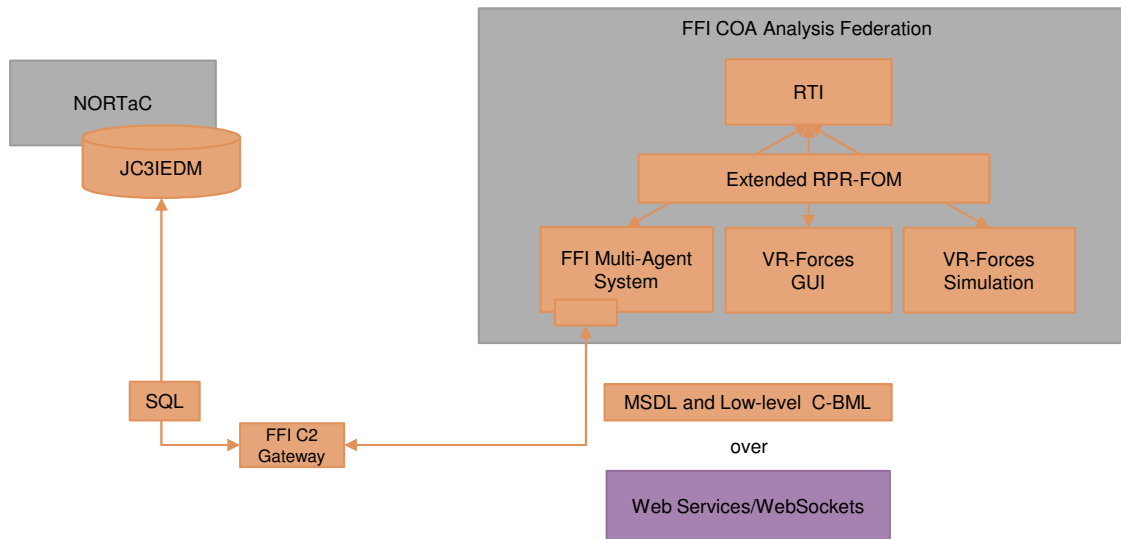 FFI COA Analysis Federation
NORTaC
JC3IEDM
RTI
Extended RPR-FOM
FFI Multi-Agent
System
VR-Forces
GUI
VR-Forces
Simulation
SQL
FFI C2
Gateway
MSDL and Low-level C-BML
over
Web Services/WebSockets